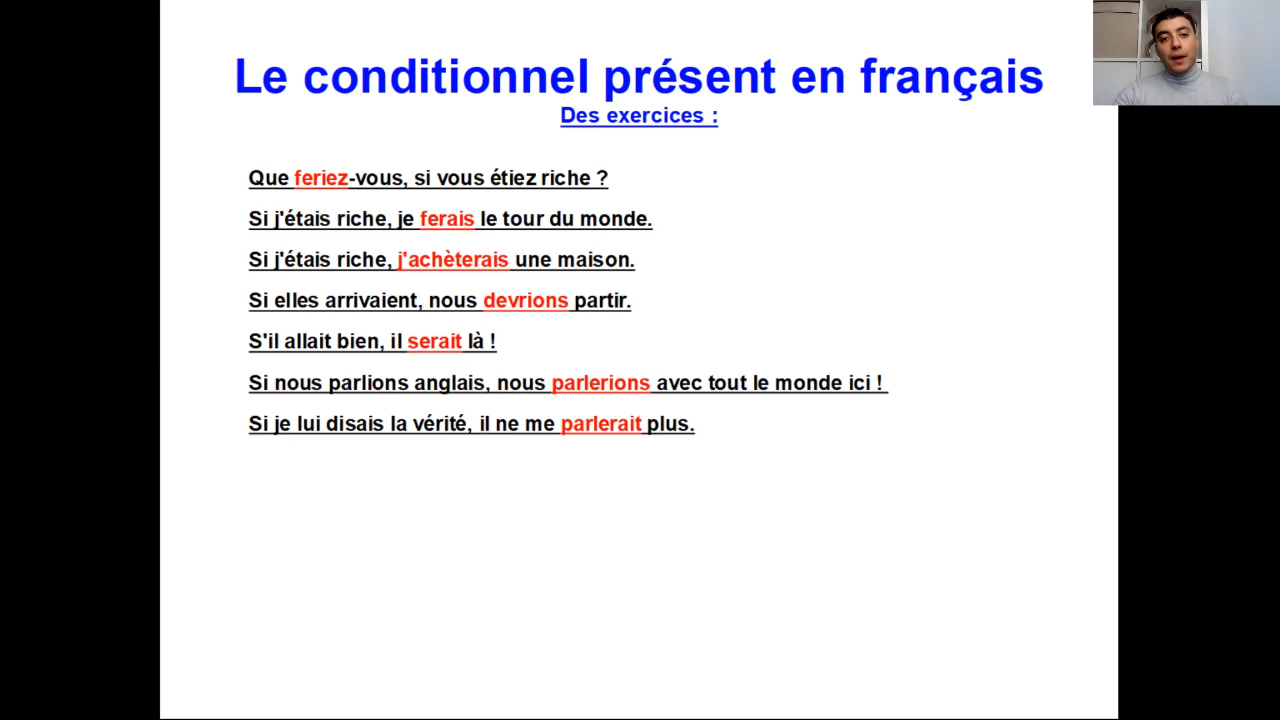 Le conditionnel présent en français
Des exercices :
Que feriez-vous, si vous étiez riche ?
Si j'étais riche, je ferais le tour du monde.
Si j'étais riche, j'achèterais une maison.
Si elles arrivaient, nous devrions partir.
S'il allait bien, il serait là !
Si nous parlions anglais, nous parlerions avec tout le monde ici !
Si je lui disais la vérité, il ne me parlerait plus.